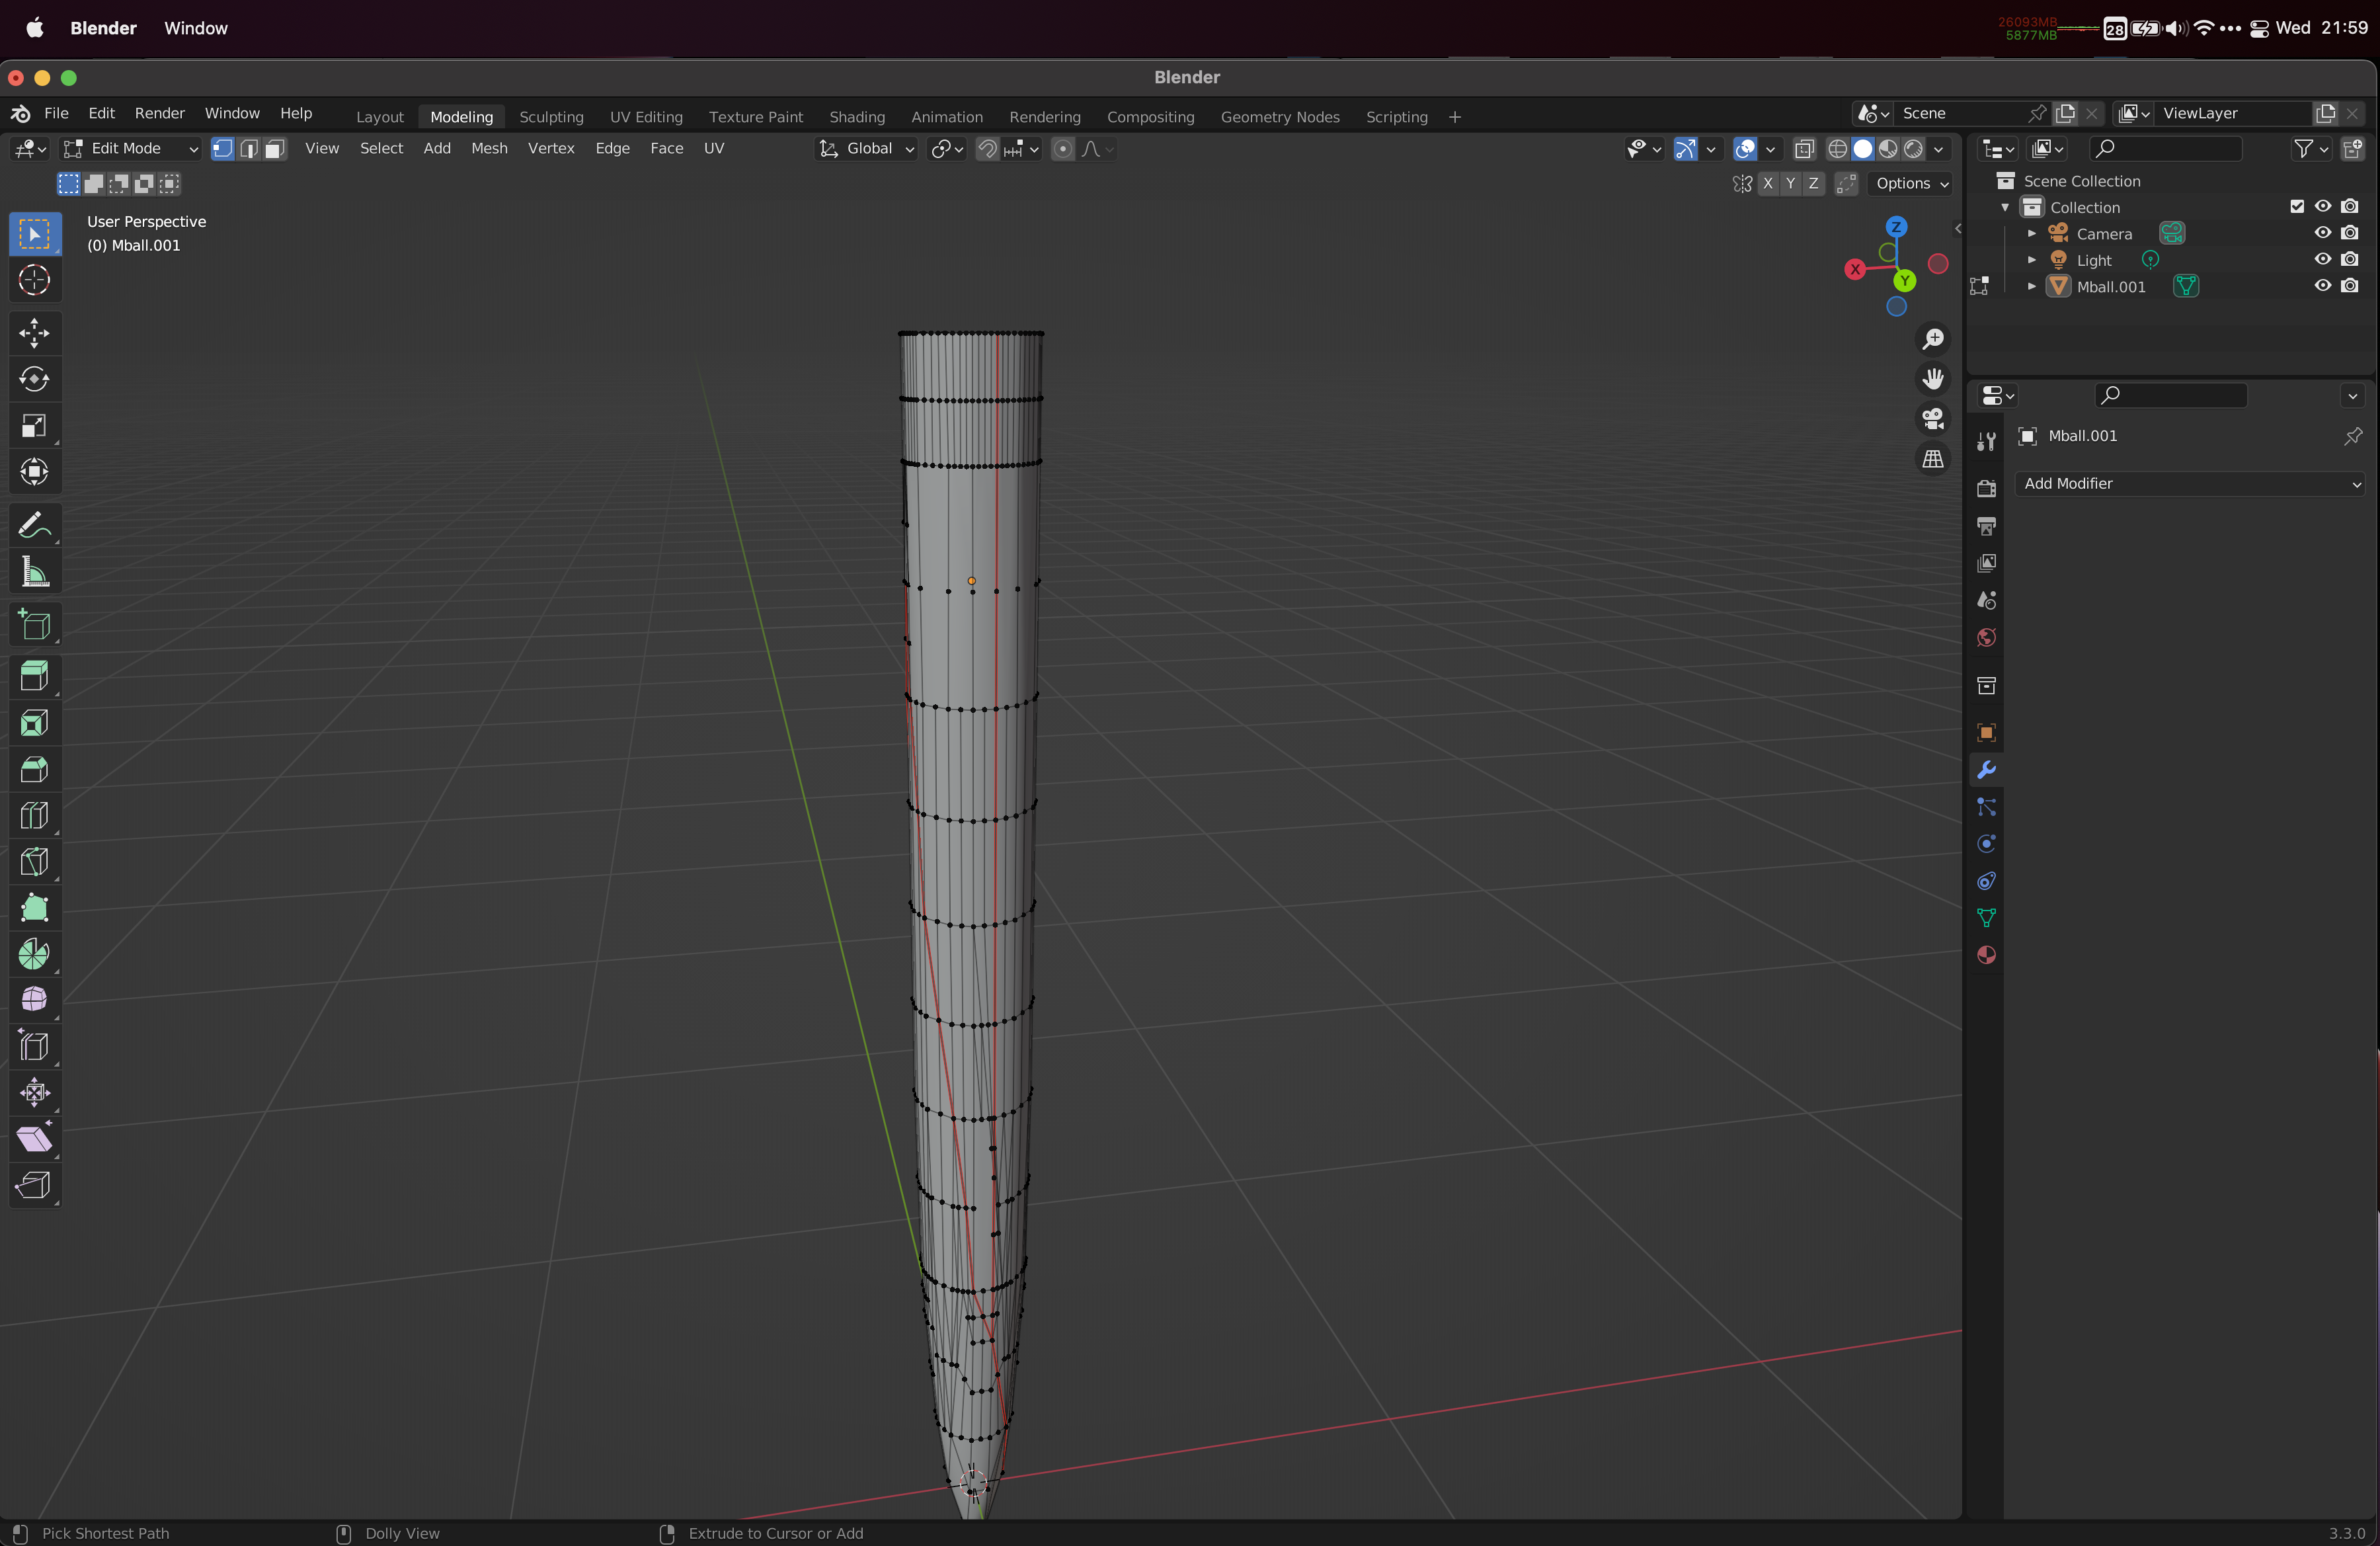 Blender Window
26093MB
5877MB
28
Wed 21:59
Blender
File Edit Render Window Help
Layout Modeling Sculpting UV Editing Texture Paint Shading Animation Rendering Compositing Geometry Nodes Scripting +
Scene
ViewLayer
Edit Mode
View Select Add Mesh Vertex Edge Face UV
Global
X Y Z
Options
User Perspective
(0) Mball.001
Z
X
Y
Scene Collection
Collection
Camera
Light
Mball.001
Mball.001
Add Modifier
Pick Shortest Path
Dolly View
Extrude to Cursor or Add
3.3.0